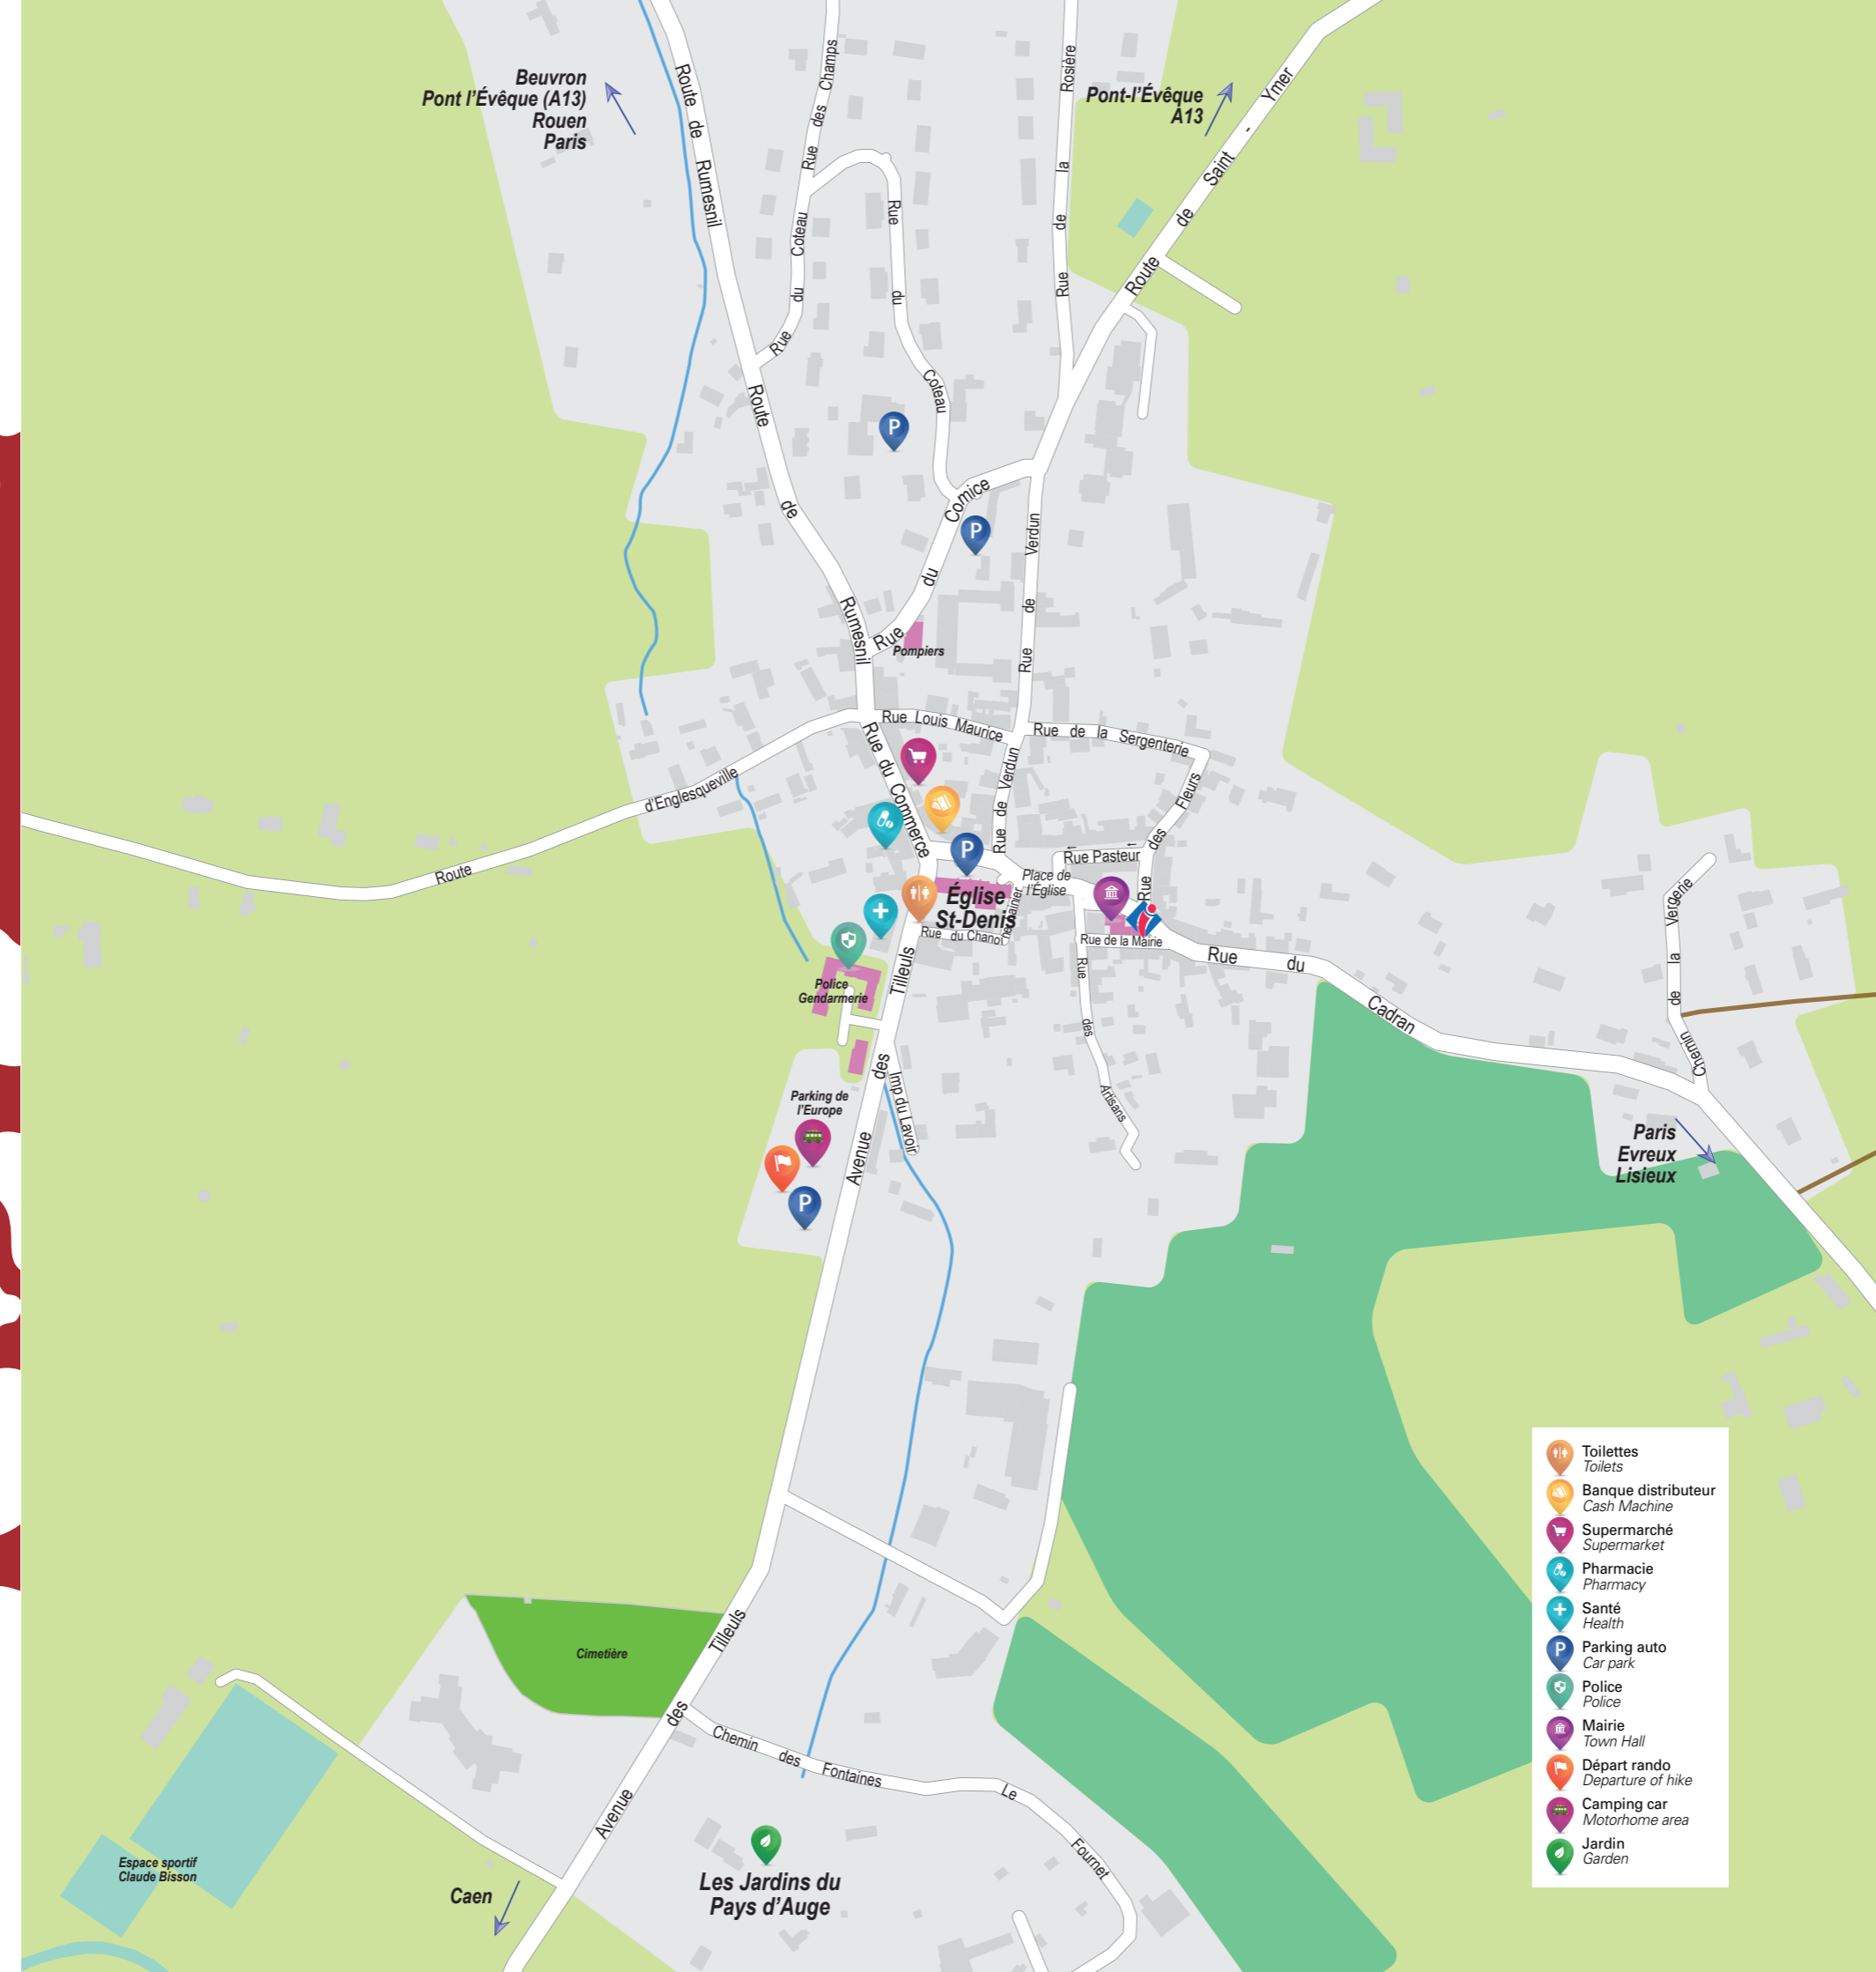 Beuvron
Pont l'Évêque (A13)
Rouen
Paris
Pont-l'Évêque
A13
Route de Rumesnil
Rue des Champs
Rue du Coteau
Rue du Coteau
Rue de la Rosière
Route de Saint - Ymer
Route de Rumesnil
Rue du Comice
Rue de Verdun
Pompiers
Rue Louis Maurice
Rue de la Sergenterie
Rue du Commerce
Rue de Verdun
Rue des Fleurs
Route d'Englesqueville
Rue Pasteur
Place de
l'Église
Église
St-Denis
Rue de la Mairie
Rue du Cadran
Rue des Artisans
Chemin de la Vergerie
Police
Gendarmerie
Avenue des Tilleuls
Imp du Lavoir
Parking de
l'Europe
Paris
Evreux
Lisieux
Cimetière
Avenue des Tilleuls
Chemin des Fontaines
Le Fournet
Espace sportif
Claude Bisson
Caen
Les Jardins du
Pays d'Auge
P
P
P
P
Toilettes
Toilets
Banque distributeur
Cash Machine
Supermarché
Supermarket
Pharmacie
Pharmacy
Santé
Health
P
Parking auto
Car park
Police
Police
Mairie
Town Hall
Départ rando
Departure of hike
Camping car
Motorhome area
Jardin
Garden